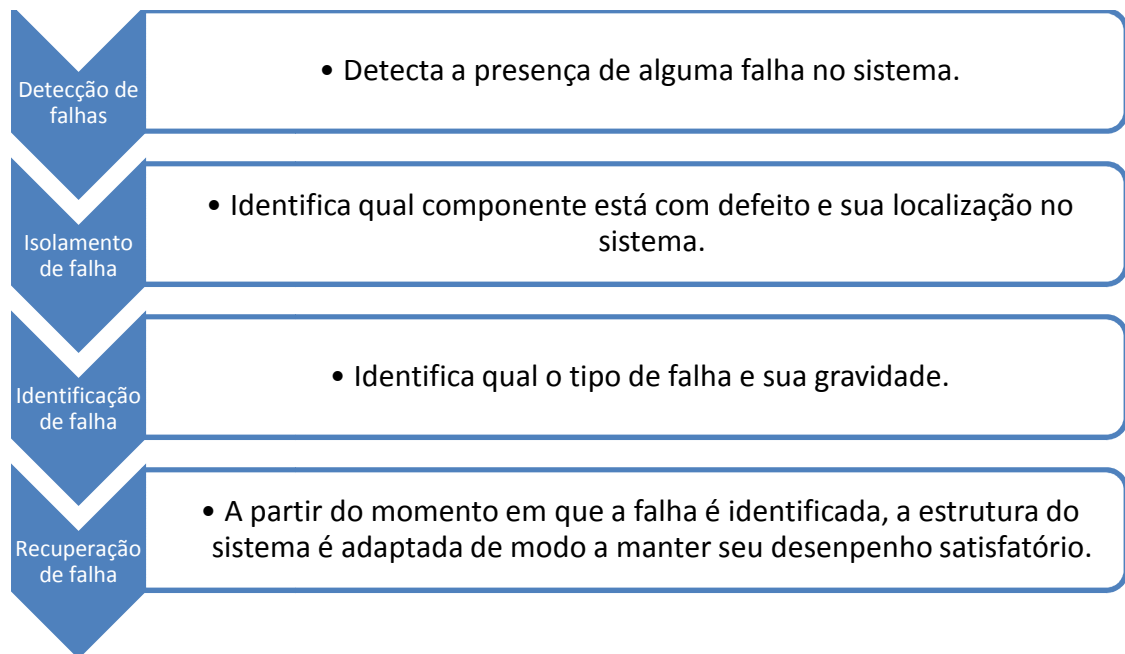 Detecção de
falhas
• Detecta a presença de alguma falha no sistema.
Isolamento
de falha
• Identifica qual componente está com defeito e sua localização no
sistema.
Identificação
de falha
• Identifica qual o tipo de falha e sua gravidade.
Recuperação
de falha
• A partir do momento em que a falha é identificada, a estrutura do
sistema é adaptada de modo a manter seu desenpenho satisfatório.